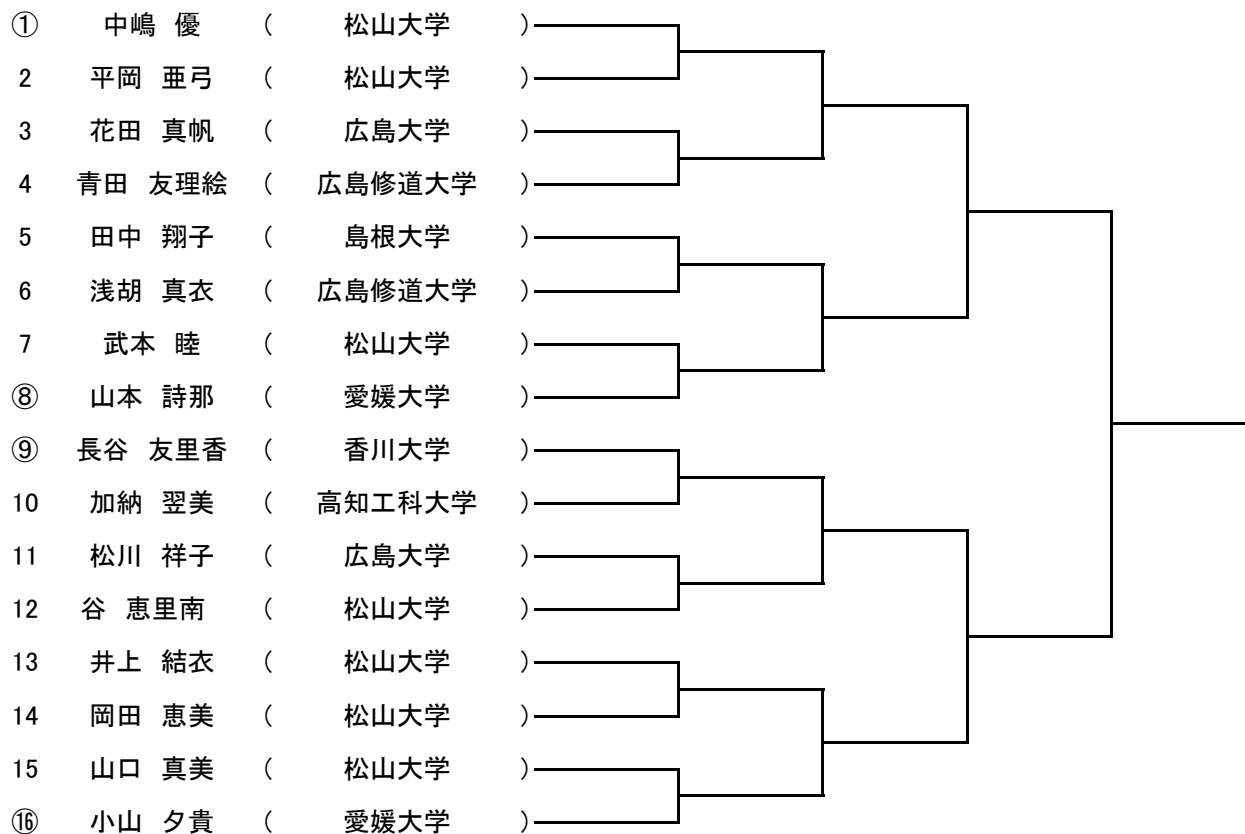 ① 中嶋 優 ( 松山大学 )
2 平岡 亜弓 ( 松山大学 )
3 花田 真帆 ( 広島大学 )
4 青田 友理絵 ( 広島修道大学 )
5 田中 翔子 ( 島根大学 )
6 浅胡 真衣 ( 広島修道大学 )
7 武本 睦 ( 松山大学 )
⑧ 山本 詩那 ( 愛媛大学 )
⑨ 長谷 友里香 ( 香川大学 )
10 加納 翌美 ( 高知工科大学 )
11 松川 祥子 ( 広島大学 )
12 谷 恵里南 ( 松山大学 )
13 井上 結衣 ( 松山大学 )
14 岡田 恵美 ( 松山大学 )
15 山口 真美 ( 松山大学 )
⑯ 小山 夕貴 ( 愛媛大学 )